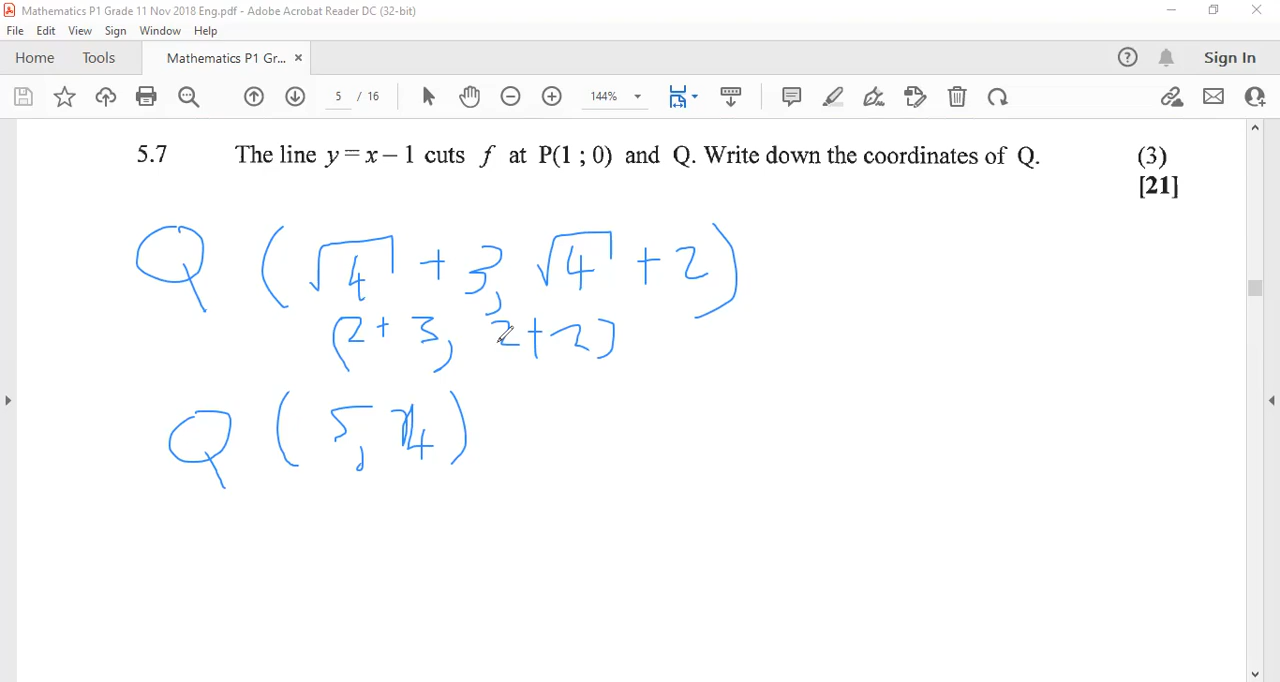 Mathematics P1 Grade 11 Nov 2018 Eng.pdf - Adobe Acrobat Reader DC (32-bit)
File Edit View Sign Window Help
Home Tools Mathematics P1 Gr... × Sign In
5 / 16 144%
5.7 The line y = x − 1 cuts f at P(1 ; 0) and Q. Write down the coordinates of Q. (3)
[21]
Q (√4 + 3, √4 + 2)
(2 + 3, 2 + 2)
Q (5, 4)